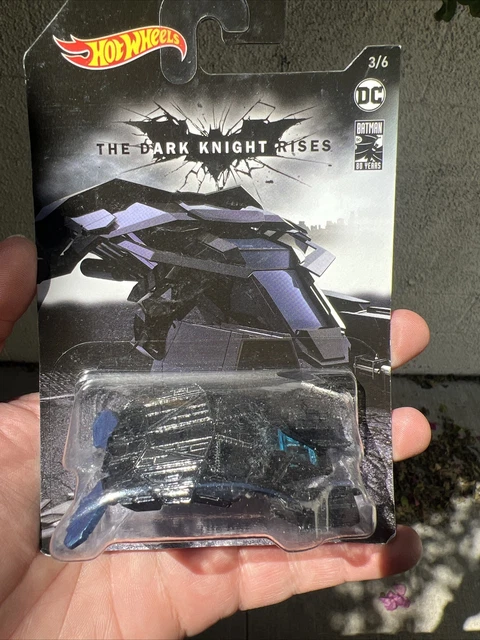 HOT WHEELS
3/6
DC
THE DARK KNIGHT RISES
BATMAN
80 YEARS